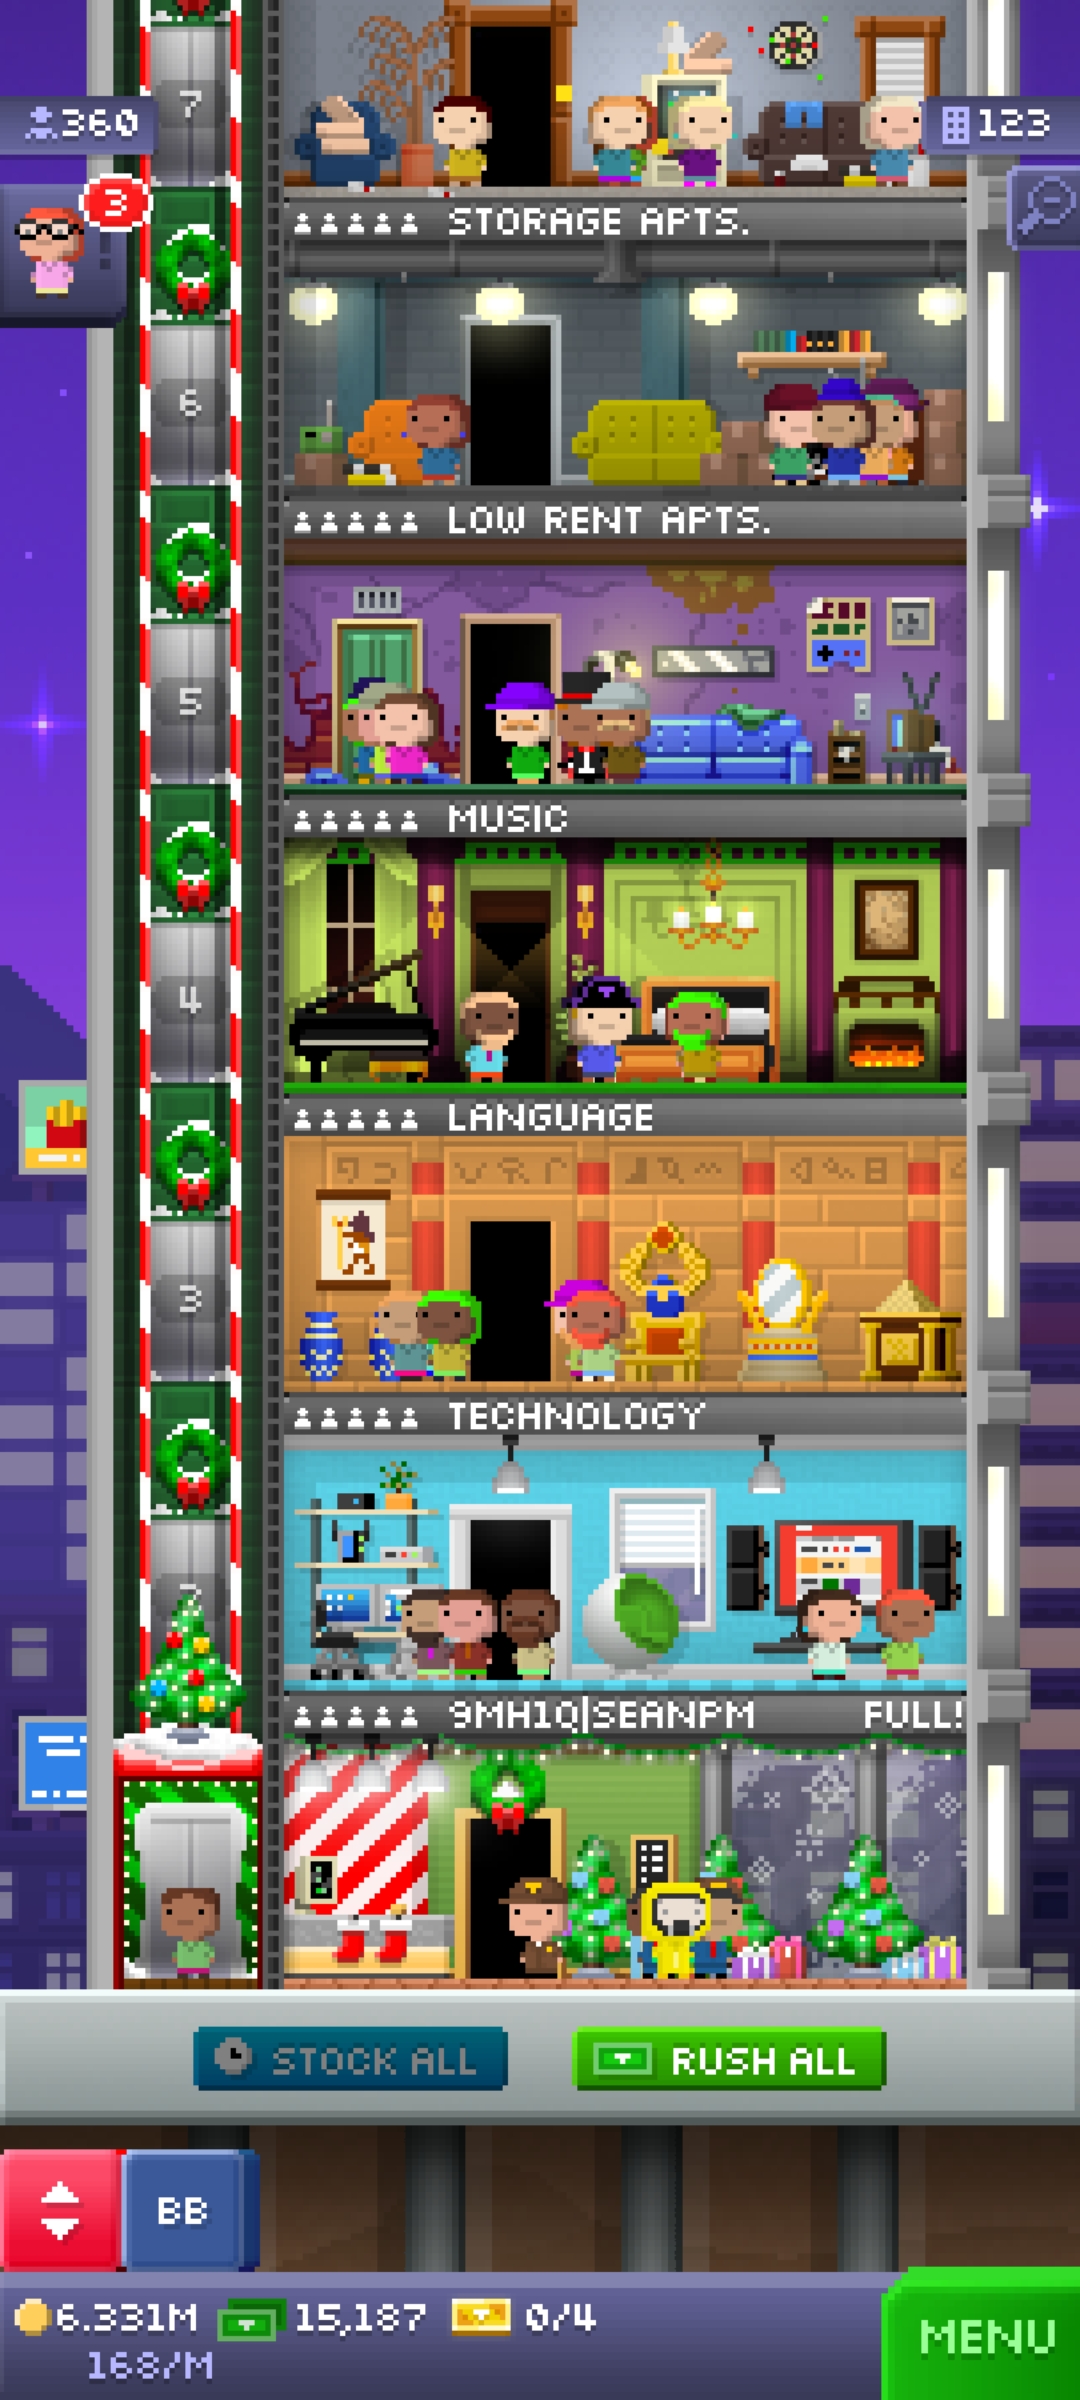 7
360
123
3
STORAGE APTS.
6
LOW RENT APTS.
5
MUSIC
4
LANGUAGE
3
TECHNOLOGY
9MH1Q|SEANPM FULL!
STOCK ALL
RUSH ALL
BB
6.331M 15,187 0/4
168/M
MENU